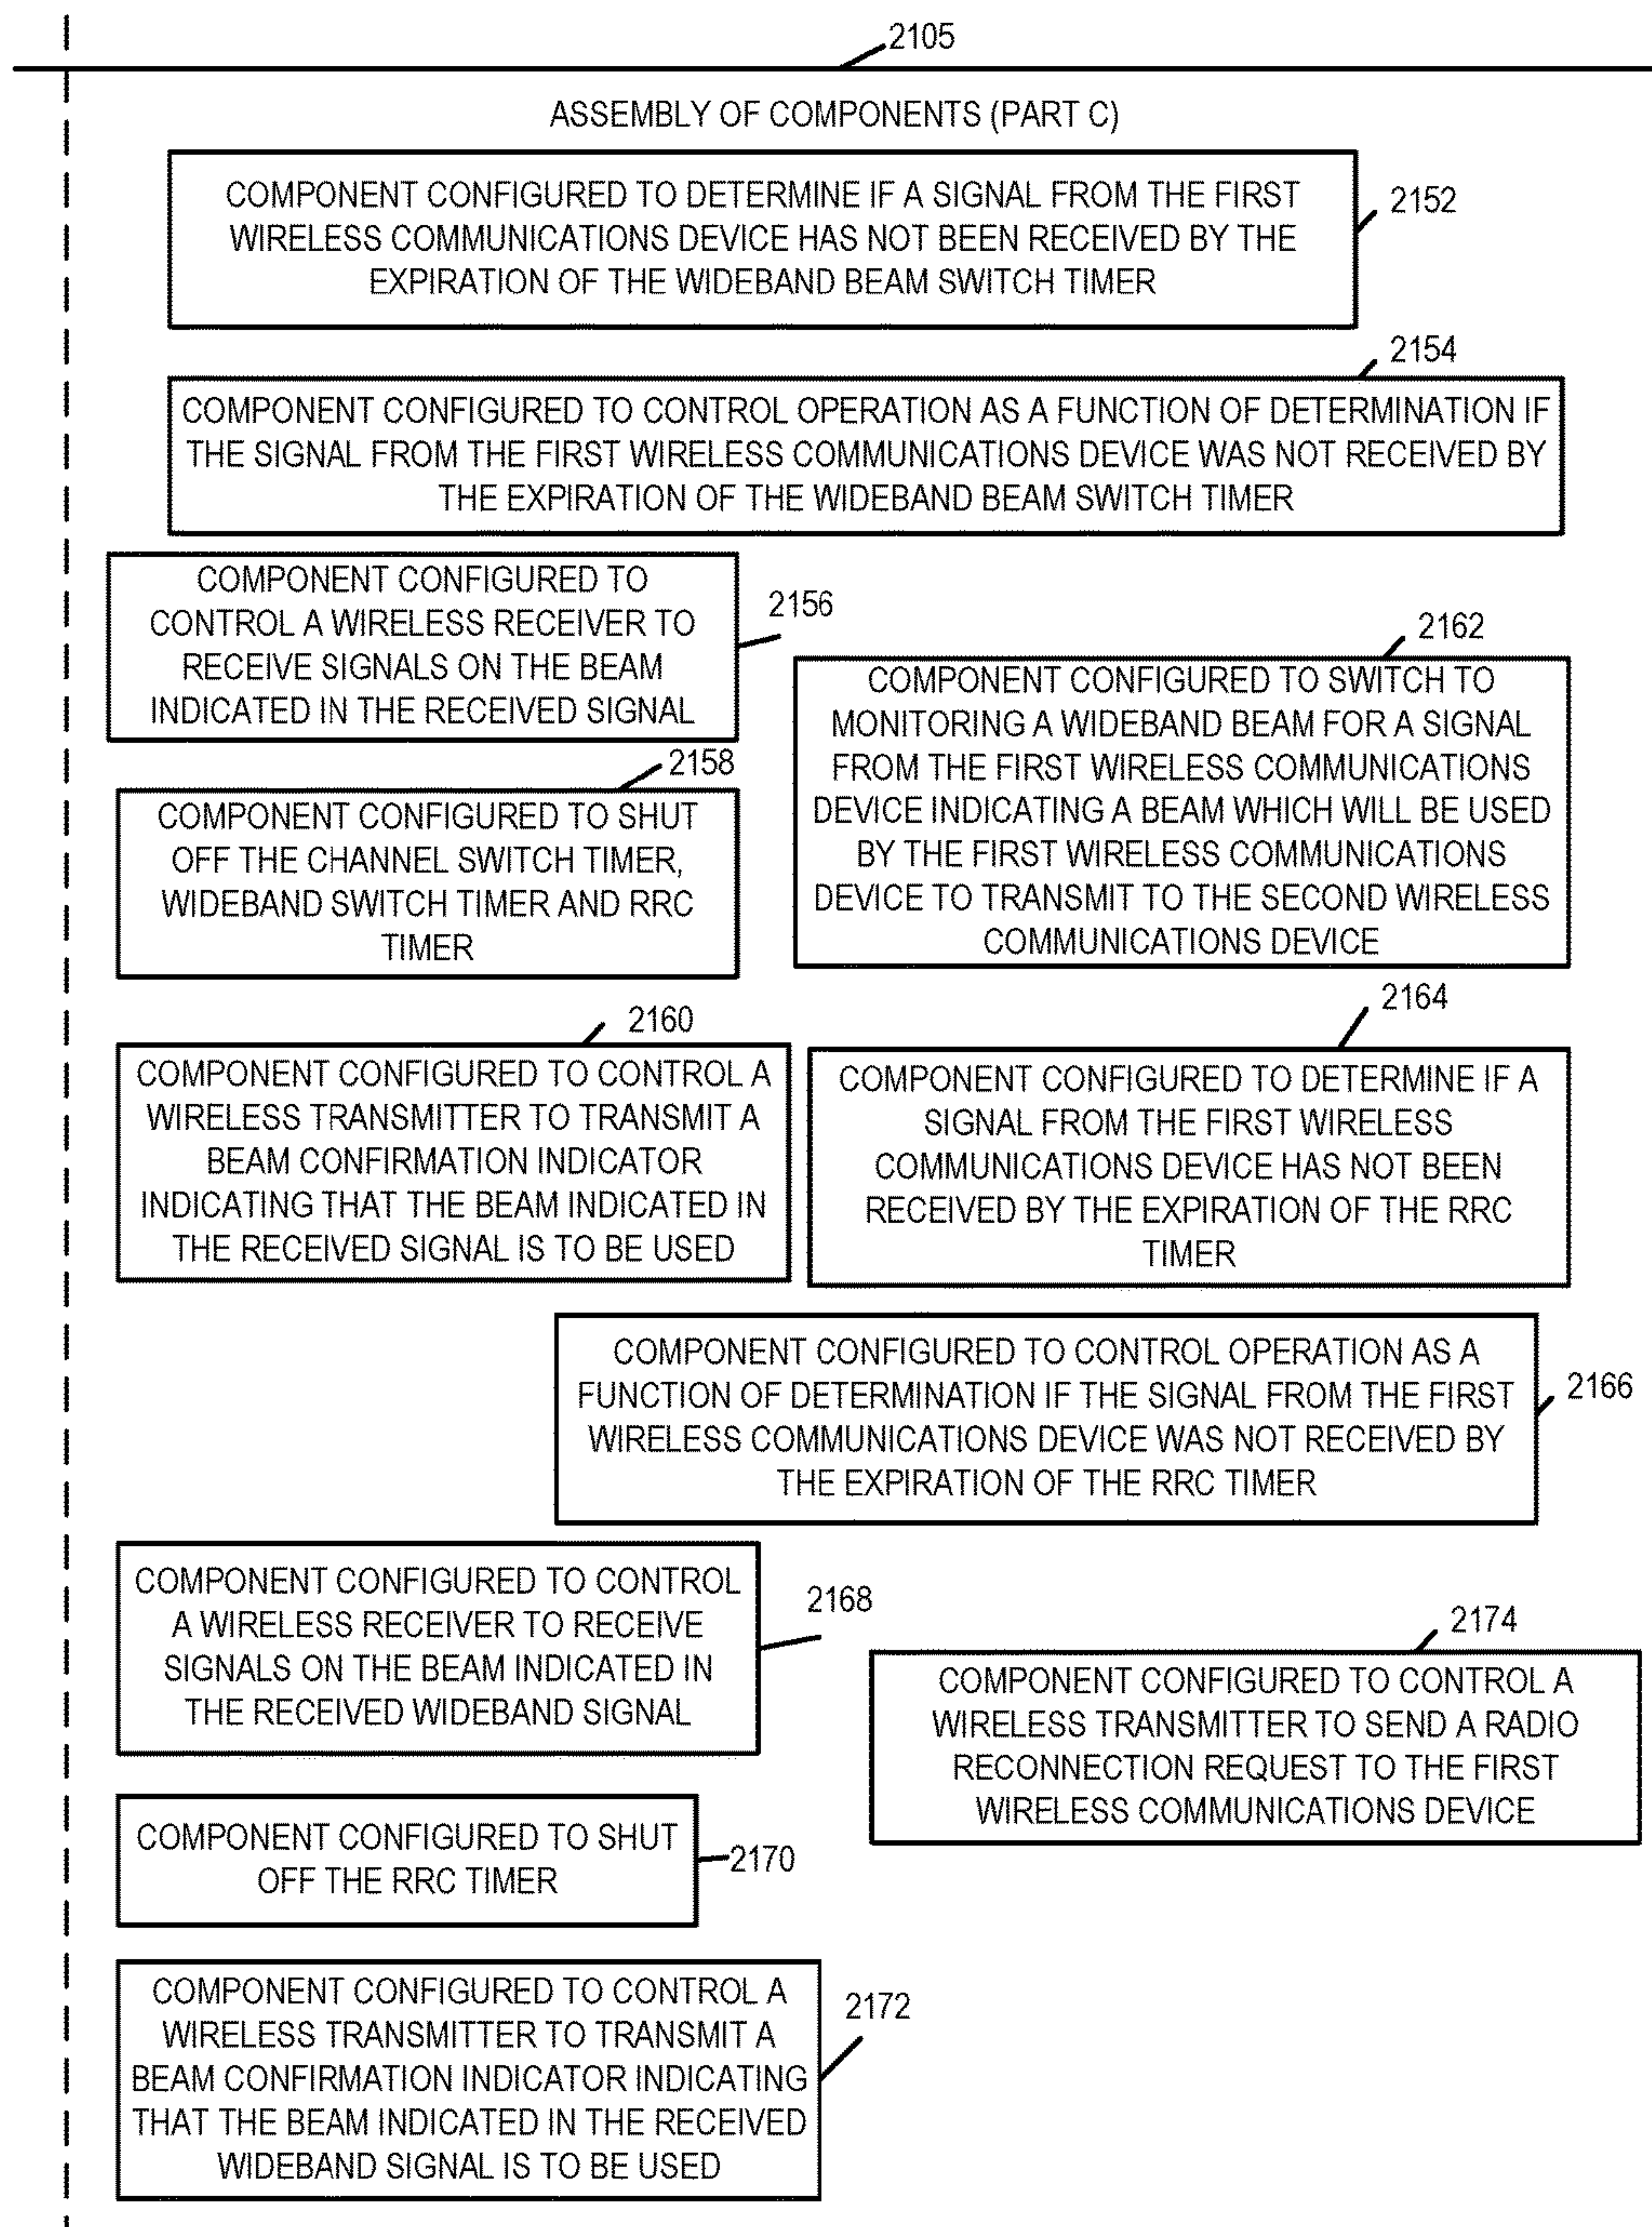 2105
ASSEMBLY OF COMPONENTS (PART C)
COMPONENT CONFIGURED TO DETERMINE IF A SIGNAL FROM THE FIRST
WIRELESS COMMUNICATIONS DEVICE HAS NOT BEEN RECEIVED BY THE
EXPIRATION OF THE WIDEBAND BEAM SWITCH TIMER
2152
2154
COMPONENT CONFIGURED TO CONTROL OPERATION AS A FUNCTION OF DETERMINATION IF
THE SIGNAL FROM THE FIRST WIRELESS COMMUNICATIONS DEVICE WAS NOT RECEIVED BY
THE EXPIRATION OF THE WIDEBAND BEAM SWITCH TIMER
COMPONENT CONFIGURED TO
CONTROL A WIRELESS RECEIVER TO
RECEIVE SIGNALS ON THE BEAM
INDICATED IN THE RECEIVED SIGNAL
2156
2162
COMPONENT CONFIGURED TO SWITCH TO
MONITORING A WIDEBAND BEAM FOR A SIGNAL
FROM THE FIRST WIRELESS COMMUNICATIONS
DEVICE INDICATING A BEAM WHICH WILL BE USED
BY THE FIRST WIRELESS COMMUNICATIONS
DEVICE TO TRANSMIT TO THE SECOND WIRELESS
COMMUNICATIONS DEVICE
2158
COMPONENT CONFIGURED TO SHUT
OFF THE CHANNEL SWITCH TIMER,
WIDEBAND SWITCH TIMER AND RRC
TIMER
2160
COMPONENT CONFIGURED TO CONTROL A
WIRELESS TRANSMITTER TO TRANSMIT A
BEAM CONFIRMATION INDICATOR
INDICATING THAT THE BEAM INDICATED IN
THE RECEIVED SIGNAL IS TO BE USED
2164
COMPONENT CONFIGURED TO DETERMINE IF A
SIGNAL FROM THE FIRST WIRELESS
COMMUNICATIONS DEVICE HAS NOT BEEN
RECEIVED BY THE EXPIRATION OF THE RRC
TIMER
COMPONENT CONFIGURED TO CONTROL OPERATION AS A
FUNCTION OF DETERMINATION IF THE SIGNAL FROM THE FIRST
WIRELESS COMMUNICATIONS DEVICE WAS NOT RECEIVED BY
THE EXPIRATION OF THE RRC TIMER
2166
COMPONENT CONFIGURED TO CONTROL
A WIRELESS RECEIVER TO RECEIVE
SIGNALS ON THE BEAM INDICATED IN
THE RECEIVED WIDEBAND SIGNAL
2168
2174
COMPONENT CONFIGURED TO CONTROL A
WIRELESS TRANSMITTER TO SEND A RADIO
RECONNECTION REQUEST TO THE FIRST
WIRELESS COMMUNICATIONS DEVICE
COMPONENT CONFIGURED TO SHUT
OFF THE RRC TIMER
2170
COMPONENT CONFIGURED TO CONTROL A
WIRELESS TRANSMITTER TO TRANSMIT A
BEAM CONFIRMATION INDICATOR INDICATING
THAT THE BEAM INDICATED IN THE RECEIVED
WIDEBAND SIGNAL IS TO BE USED
2172